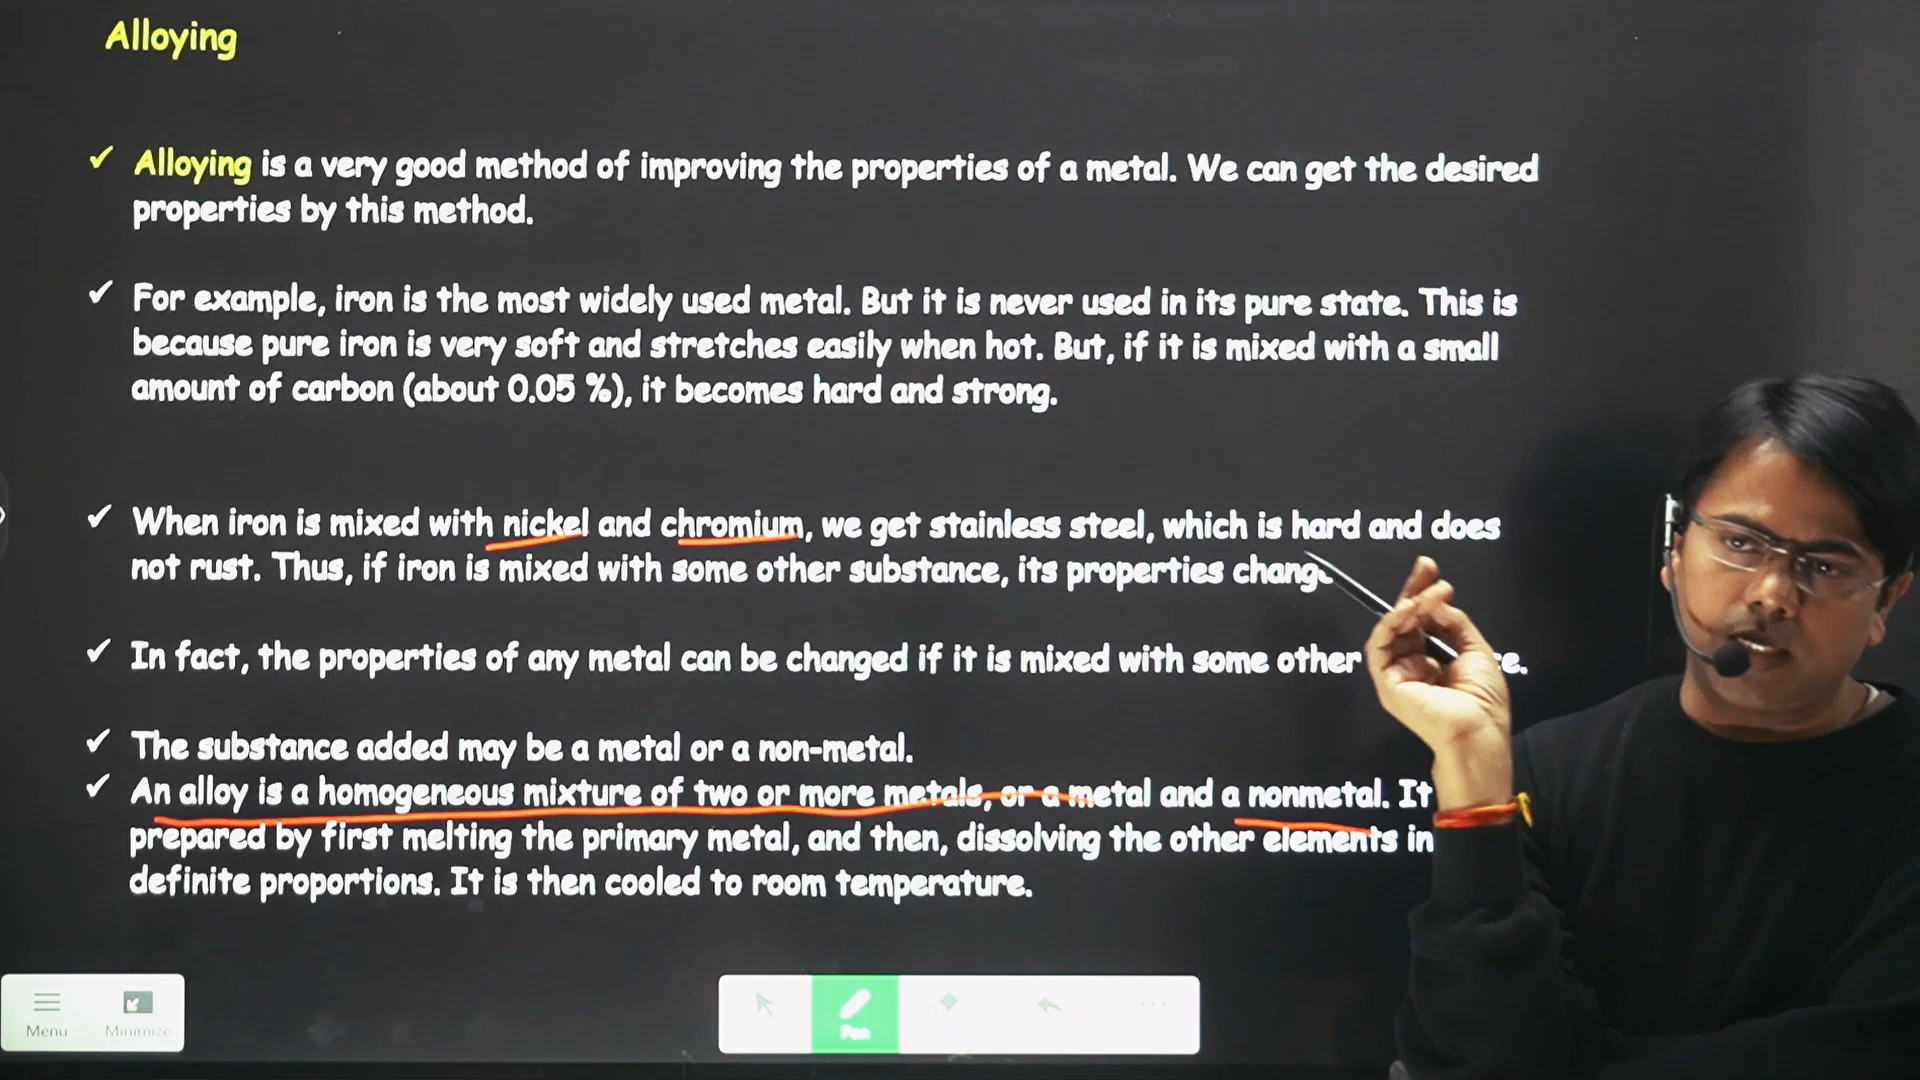 Alloying
✓ Alloying is a very good method of improving the properties of a metal. We can get the desired
properties by this method.
✓ For example, iron is the most widely used metal. But it is never used in its pure state. This is
because pure iron is very soft and stretches easily when hot. But, if it is mixed with a small
amount of carbon (about 0.05 %), it becomes hard and strong.
✓ When iron is mixed with nickel and chromium, we get stainless steel, which is hard and does
not rust. Thus, if iron is mixed with some other substance, its properties
✓ In fact, the properties of any metal can be changed if it is mixed with some other
✓ The substance added may be a metal or a non-metal.
✓ An alloy is a homogeneous mixture of two or more metals, or a metal and a nonmetal. It
prepared by first melting the primary metal, and then, dissolving the other elements in
definite proportions. It is then cooled to room temperature.
Menu Minimize Pen